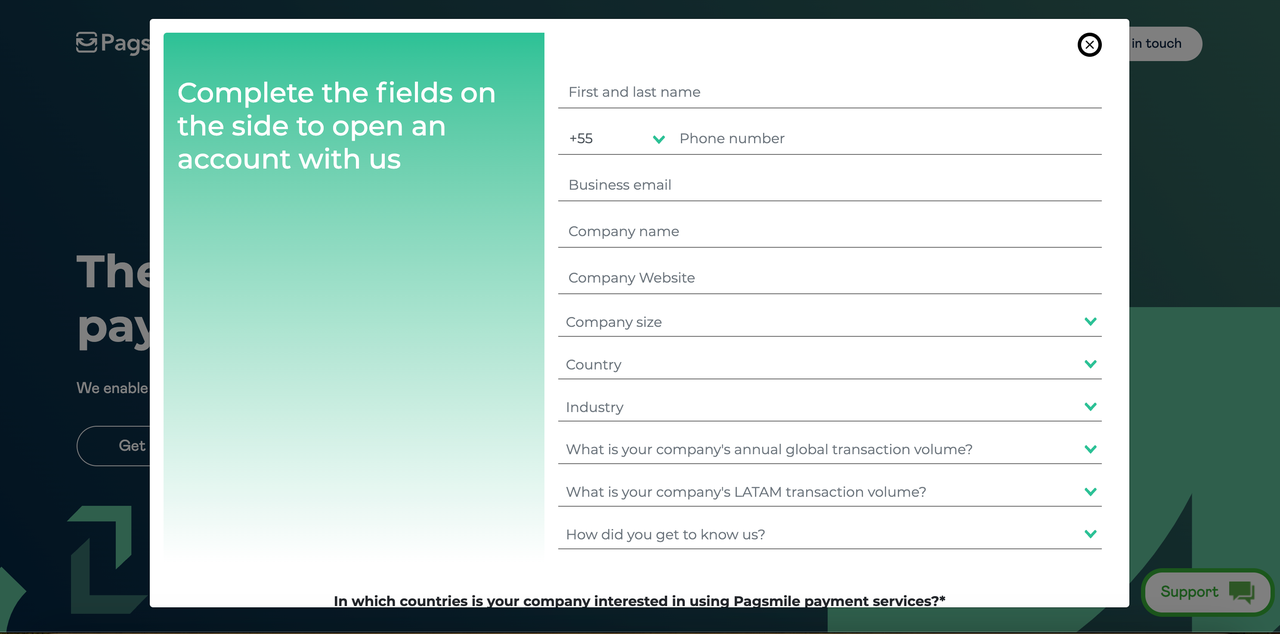 Pags
in touch
Complete the fields on
the side to open an
account with us
First and last name
+55
Phone number
Business email
Company name
Company Website
Company size
Country
Industry
What is your company's annual global transaction volume?
What is your company's LATAM transaction volume?
How did you get to know us?
In which countries is your company interested in using Pagsmile payment services?*
The
pay
We enable
Get
Support